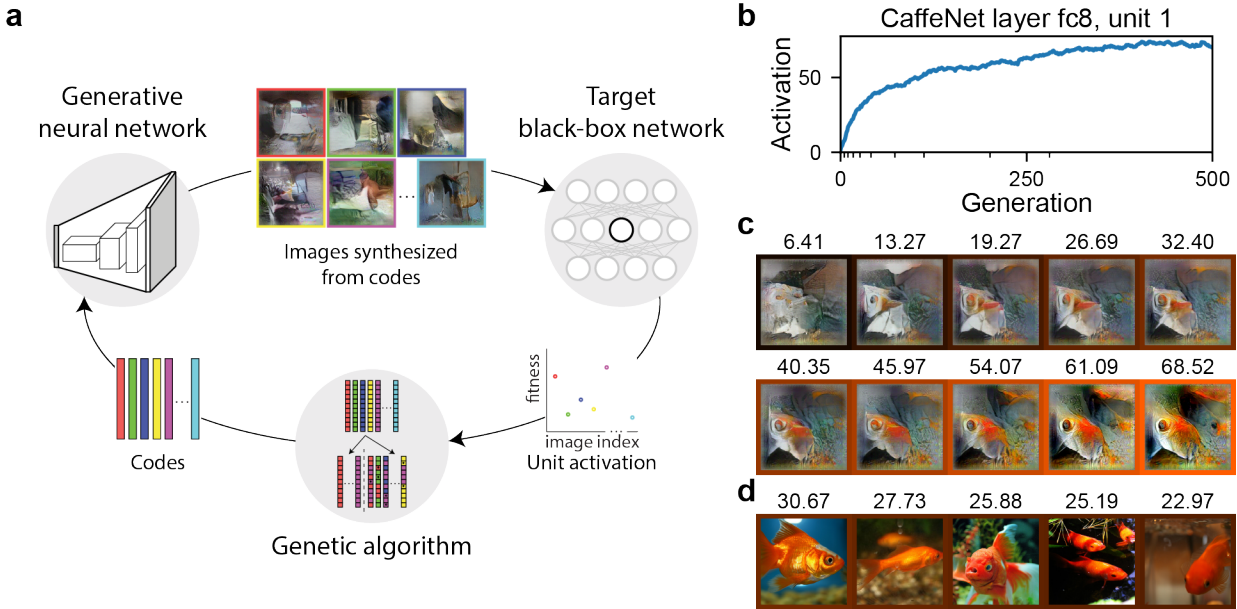 a
Generative
neural network
Images synthesized
from codes
Target
black-box network
fitness
image index
Unit activation
Genetic algorithm
Codes
...
...
b
CaffeNet layer fc8, unit 1
Activation
50
0
0
250
500
Generation
c
6.41
13.27
19.27
26.69
32.40
40.35
45.97
54.07
61.09
68.52
d
30.67
27.73
25.88
25.19
22.97